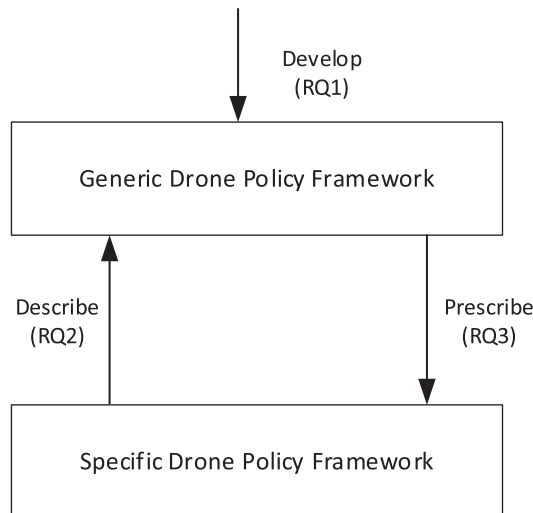 Develop
(RQ1)
Generic Drone Policy Framework
Describe
(RQ2)
Prescribe
(RQ3)
Specific Drone Policy Framework